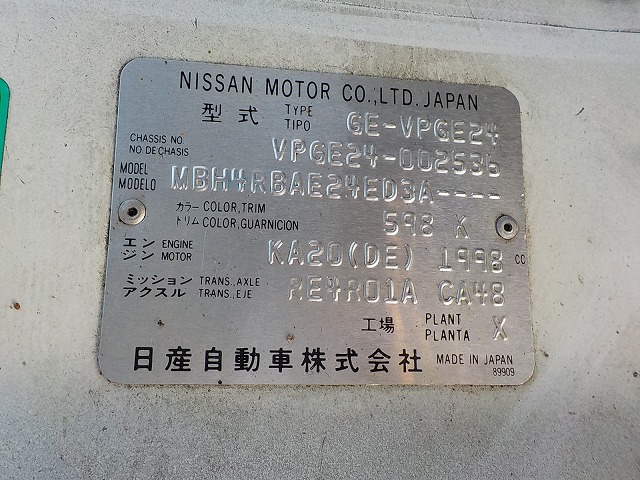 NISSAN MOTOR CO.,LTD. JAPAN
型式 TYPE TIPO GE-VPGE24
CHASSIS NO NO DE CHASIS VPGE24-002536
MODEL MODELO MBH4RBAE24ED3A----
カラー COLOR,TRIM
トリム COLOR,GUARNICION 598 K
エンジン ENGINE MOTOR KA20(DE) 1998 CC
ミッション TRANS.,AXLE
アクスル TRANS.,EJE RE4R01A CA48
工場 PLANT PLANTA X
日産自動車株式会社 MADE IN JAPAN
89909